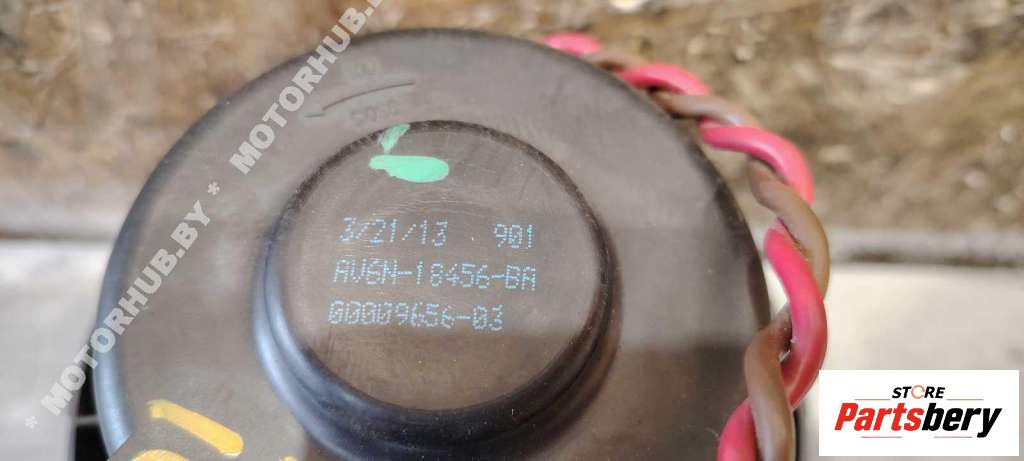 * MOTORHUB.BY * MOTORHUB.BY
3/21/13 901
AV6N-18456-BA
00009656-03
STORE
Partsbery